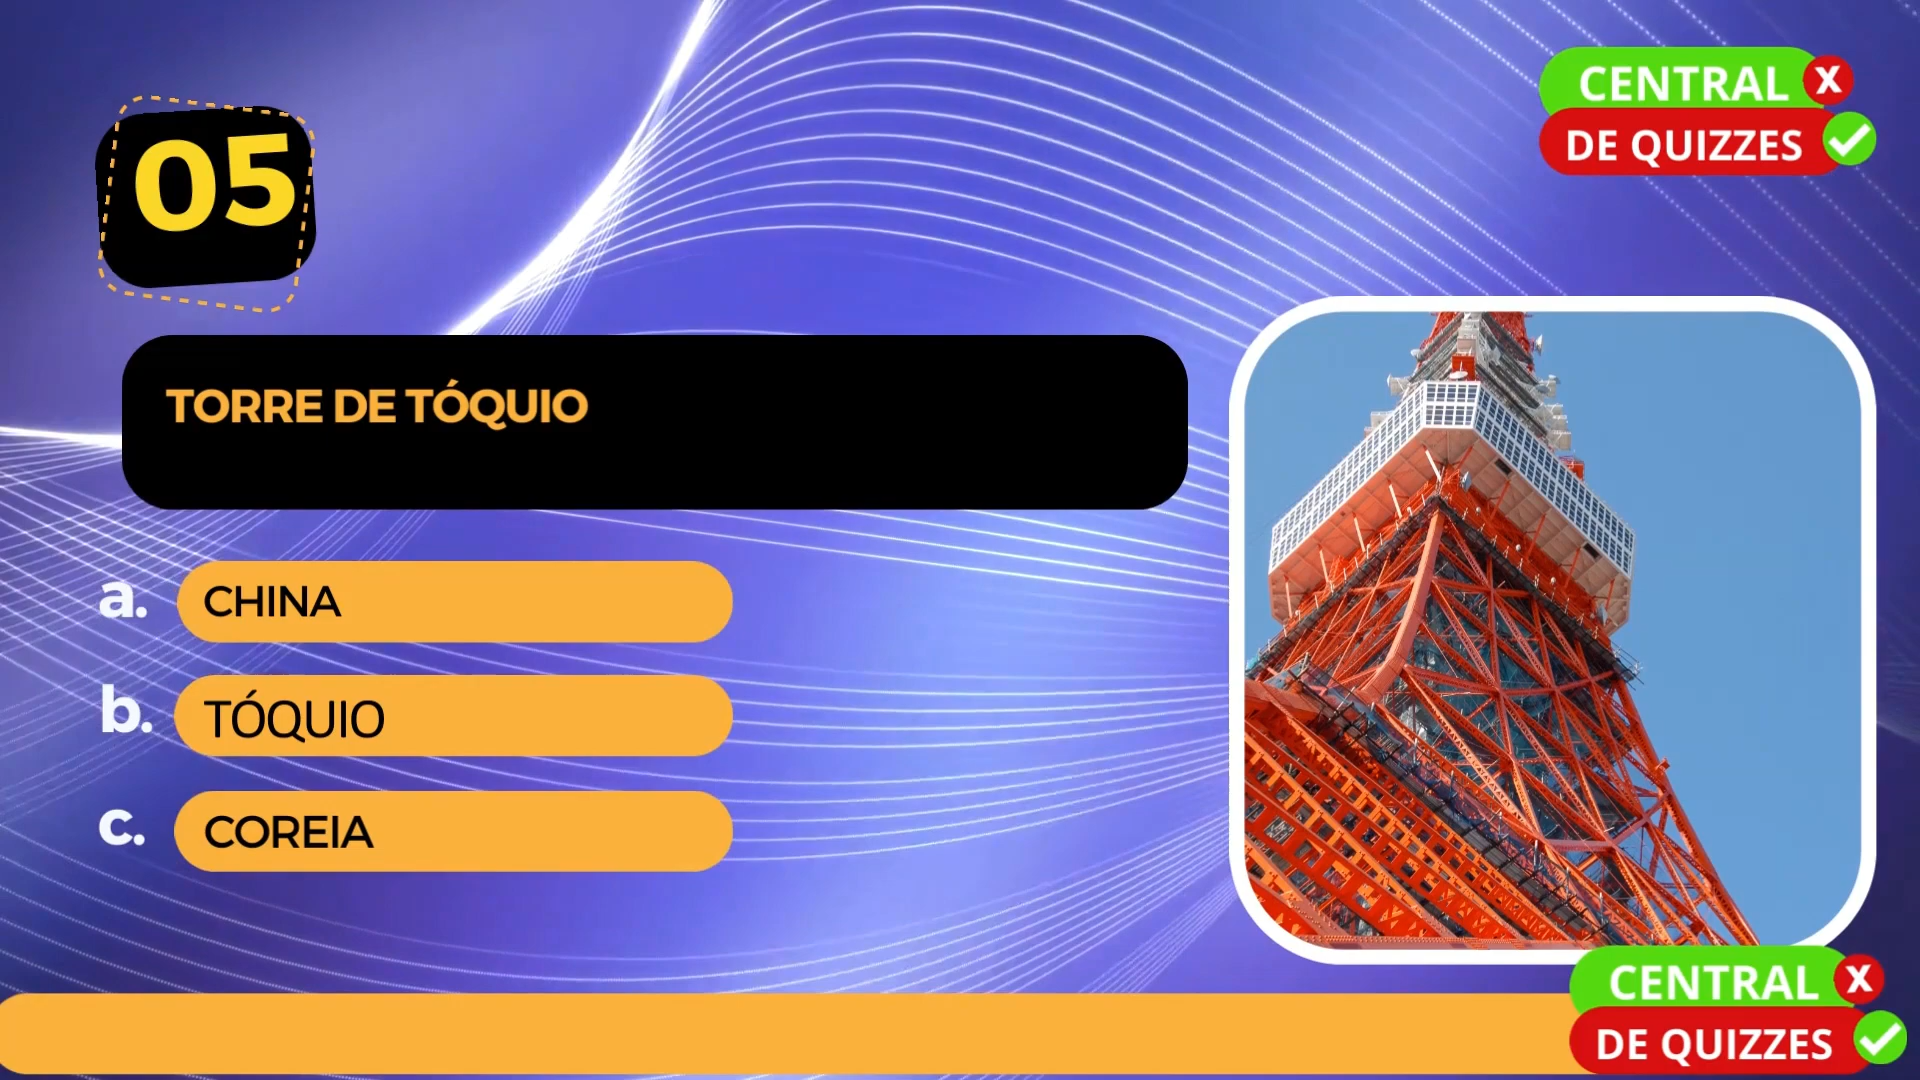 05
CENTRAL X
DE QUIZZES
TORRE DE TÓQUIO
a. CHINA
b. TÓQUIO
c. COREIA
CENTRAL X
DE QUIZZES